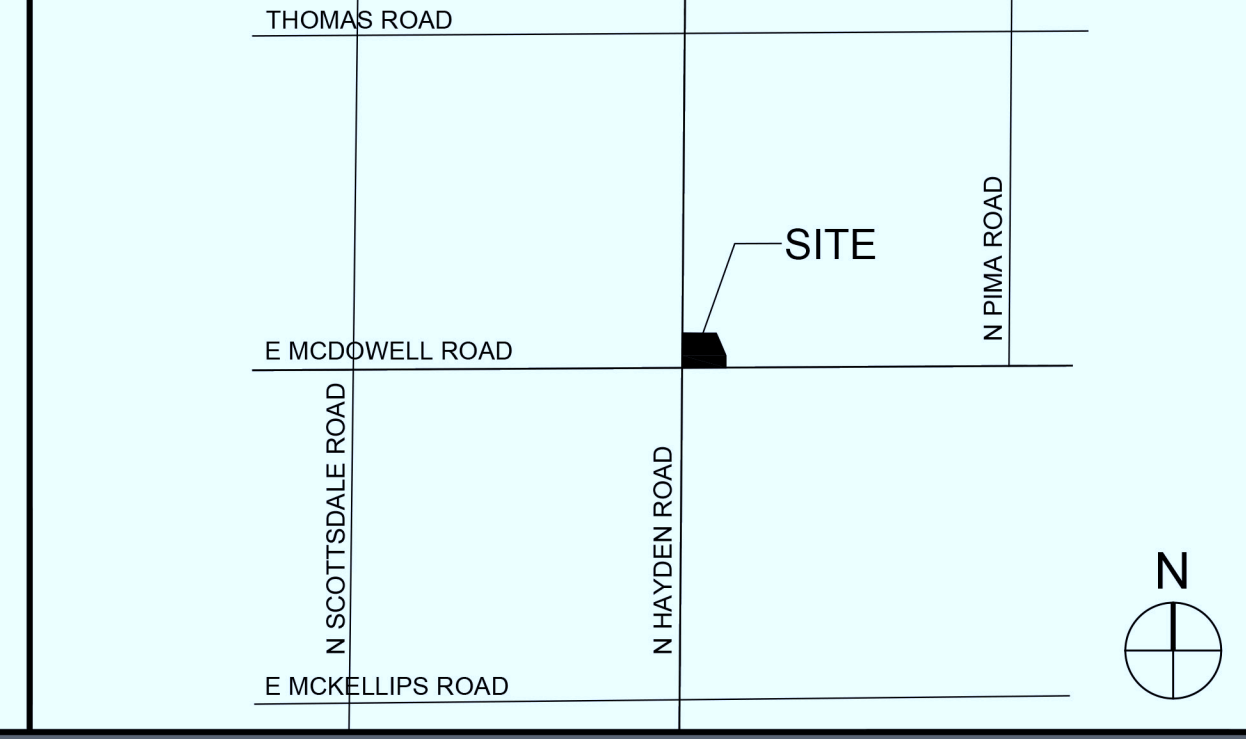 THOMAS ROAD
N PIMA ROAD
SITE
E MCDOWELL ROAD
N SCOTTSDALE ROAD
N HAYDEN ROAD
N
E MCKELLIPS ROAD